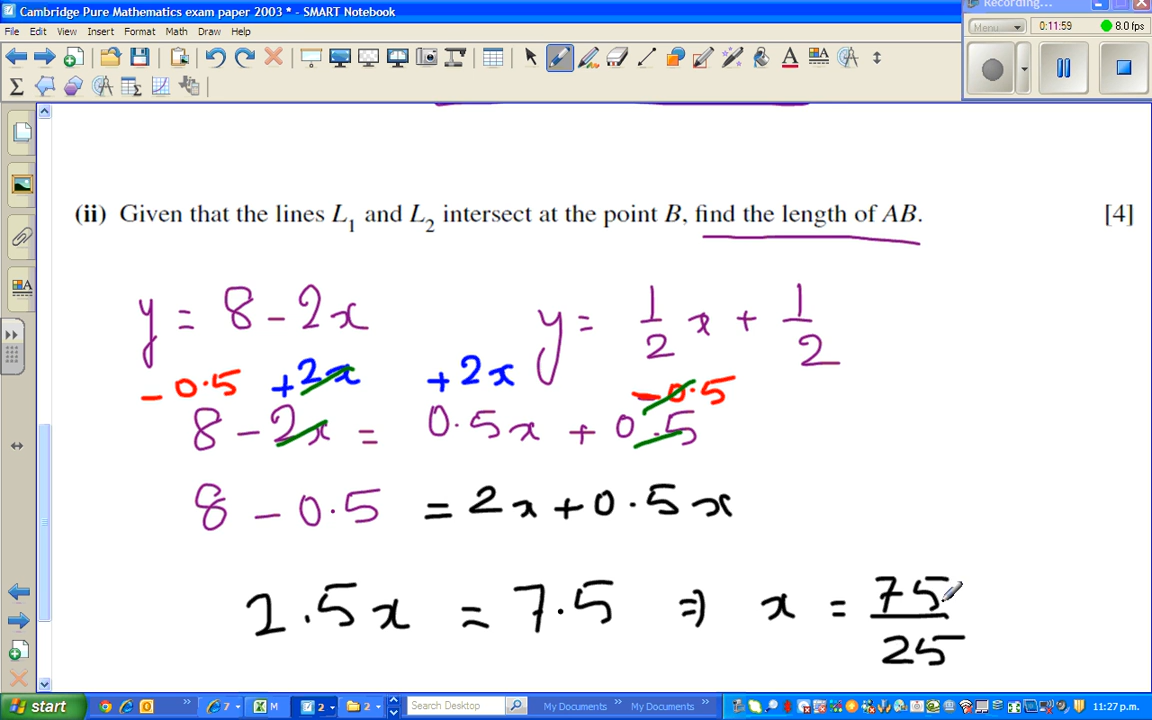 Cambridge Pure Mathematics exam paper 2003 * - SMART Notebook
Recording...
File Edit View Insert Format Math Draw Help
Menu 0:11:59 8.0 fps
(ii) Given that the lines L₁ and L₂ intersect at the point B, find the length of AB. [4]
y = 8 - 2x y = 1/2 x + 1/2
- 0.5 + 2x + 2x - 0.5
8 - 2x = 0.5x + 0.5
8 - 0.5 = 2x + 0.5x
2.5x = 7.5 ⇒ x = 75/25
start 7 M 2 2 Search Desktop My Documents » My Documents » 11:27 p.m.